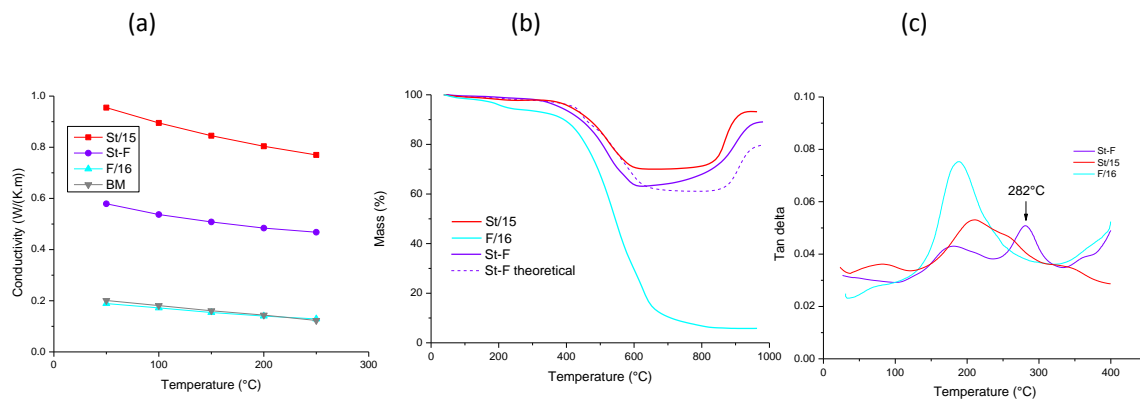 (a)
(b)
(c)
1.0
0.8
0.6
0.4
0.2
0.0
Conductivity (W/(K.m))
St/15
St-F
F/16
BM
0
100
200
300
Temperature (°C)
100
80
60
40
20
0
Mass (%)
St/15
F/16
St-F
St-F theoretical
0
200
400
600
800
1000
Temperature (°C)
0.10
0.08
0.06
0.04
0.02
0.00
Tan delta
St-F
St/15
F/16
282°C
0
100
200
300
400
Temperature (°C)